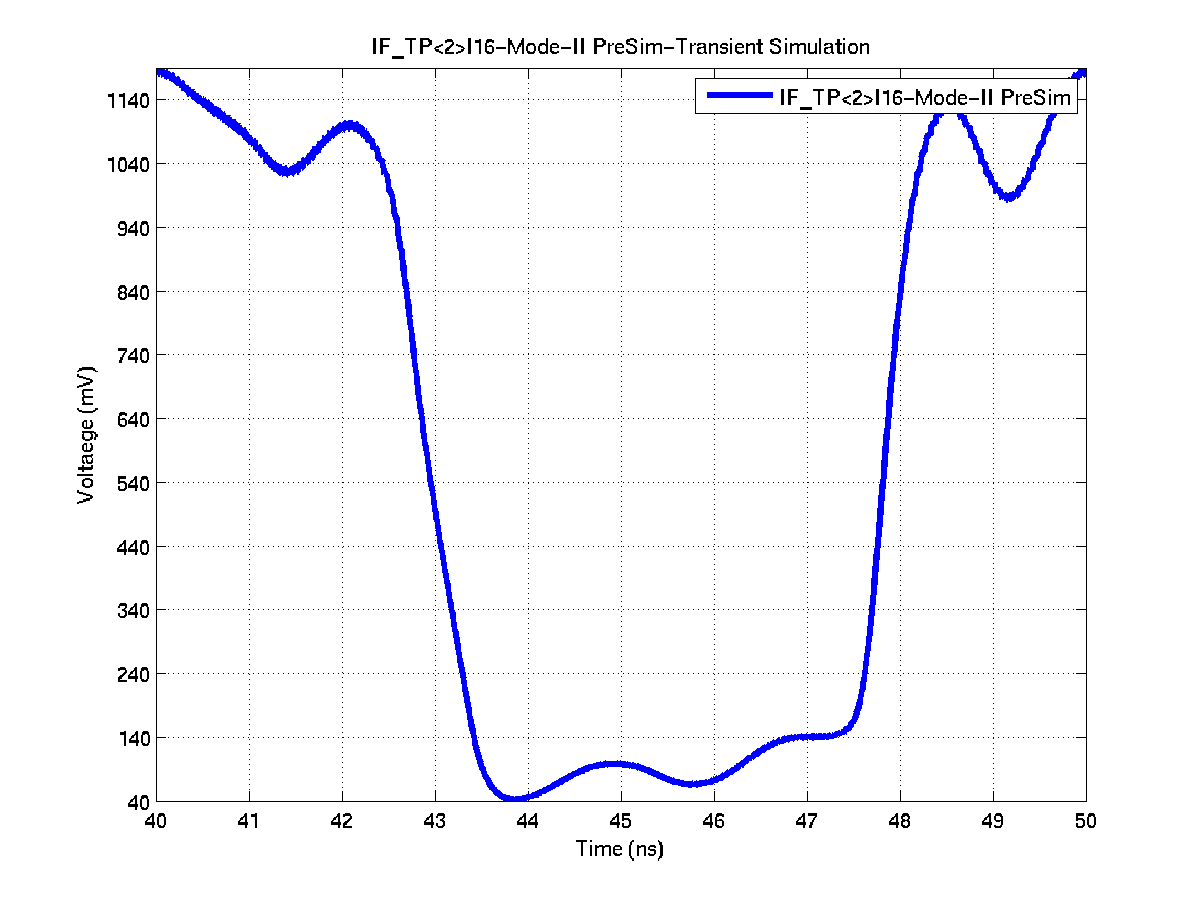 IF_TP<2>I16-Mode-II PreSim-Transient Simulation
IF_TP<2>I16-Mode-II PreSim
Voltaege (mV)
1140
1040
940
840
740
640
540
440
340
240
140
40
40 41 42 43 44 45 46 47 48 49 50
Time (ns)